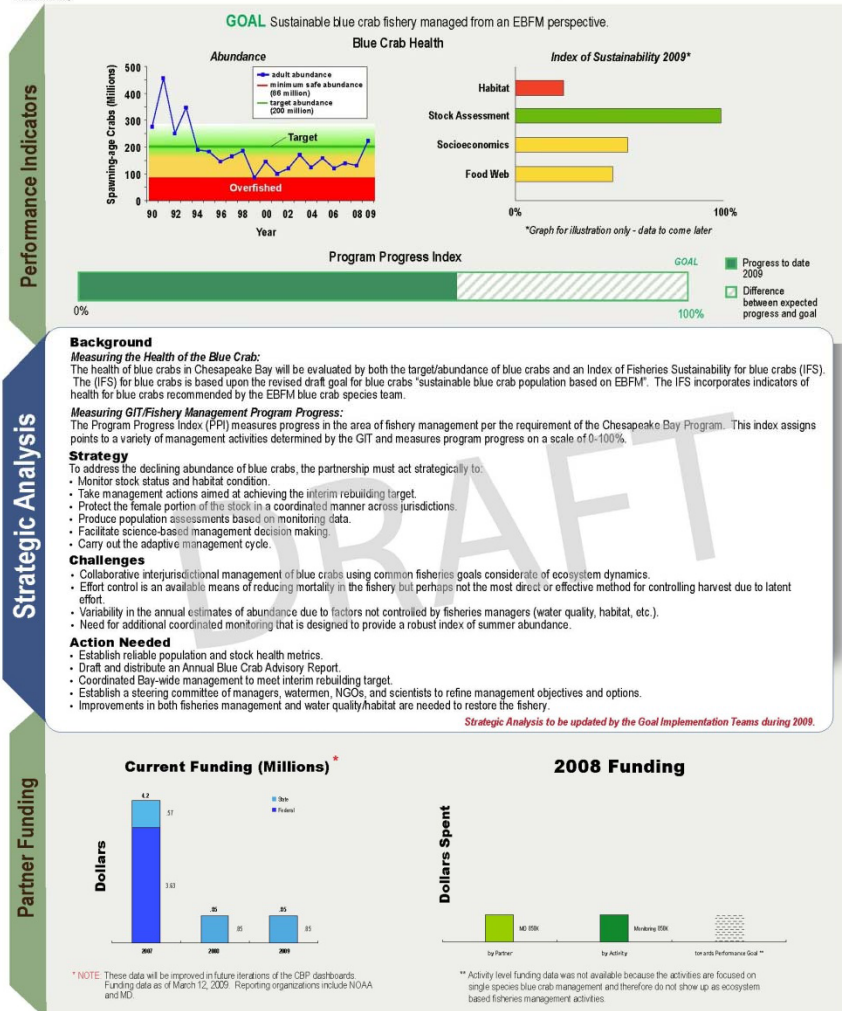 GOAL Sustainable blue crab fishery managed from an EBFM perspective.
Blue Crab Health
Performance Indicators
Abundance
Spawning-age Crabs (Millions)
500
400
300
200
100
0
adult abundance
minimum safe abundance
(86 million)
target abundance
(200 million)
Target
Overfished
90 92 94 96 98 00 02 04 06 08 09
Year
Index of Sustainability 2009*
Habitat
Stock Assessment
Socioeconomics
Food Web
0% 100%
*Graph for illustration only - data to come later
Program Progress Index
GOAL
0% 100%
Progress to date
2009
Difference
between expected
progress and goal
Strategic Analysis
Background
Measuring the Health of the Blue Crab:
The health of blue crabs in Chesapeake Bay will be evaluated by both the target/abundance of blue crabs and an Index of Fisheries Sustainability for blue crabs (IFS).
The (IFS) for blue crabs is based upon the revised draft goal for blue crabs "sustainable blue crab population based on EBFM". The IFS incorporates indicators of
health for blue crabs recommended by the EBFM blue crab species team.
Measuring GIT/Fishery Management Program Progress:
The Program Progress Index (PPI) measures progress in the area of fishery management per the requirement of the Chesapeake Bay Program. This index assigns
points to a variety of management activities determined by the GIT and measures program progress on a scale of 0-100%.
Strategy
To address the declining abundance of blue crabs, the partnership must act strategically to:
• Monitor stock status and habitat condition.
• Take management actions aimed at achieving the interim rebuilding target.
• Protect the female portion of the stock in a coordinated manner across jurisdictions.
• Produce population assessments based on monitoring data.
• Facilitate science-based management decision making.
• Carry out the adaptive management cycle.
Challenges
• Collaborative interjurisdictional management of blue crabs using common fisheries goals considerate of ecosystem dynamics.
• Effort control is an available means of reducing mortality in the fishery but perhaps not the most direct or effective method for controlling harvest due to latent
effort.
• Variability in the annual estimates of abundance due to factors not controlled by fisheries managers (water quality, habitat, etc.).
• Need for additional coordinated monitoring that is designed to provide a robust index of summer abundance.
Action Needed
• Establish reliable population and stock health metrics.
• Draft and distribute an Annual Blue Crab Advisory Report.
• Coordinated Bay-wide management to meet interim rebuilding target.
• Establish a steering committee of managers, watermen, NGOs, and scientists to refine management objectives and options.
• Improvements in both fisheries management and water quality/habitat are needed to restore the fishery.
Strategic Analysis to be updated by the Goal Implementation Teams during 2009.
DRAFT
Partner Funding
Current Funding (Millions) *
Dollars
State
Federal
4.2
.57
3.63
.85
.85
.85
.85
2007 2008 2009
* NOTE: These data will be improved in future iterations of the CBP dashboards.
Funding data as of March 12, 2009. Reporting organizations include NOAA
and MD.
2008 Funding
Dollars Spent
MD 850K
Monitoring 850K
by Partner
by Activity
towards Performance Goal **
** Activity level funding data was not available because the activities are focused on
single species blue crab management and therefore do not show up as ecosystem
based fisheries management activities.